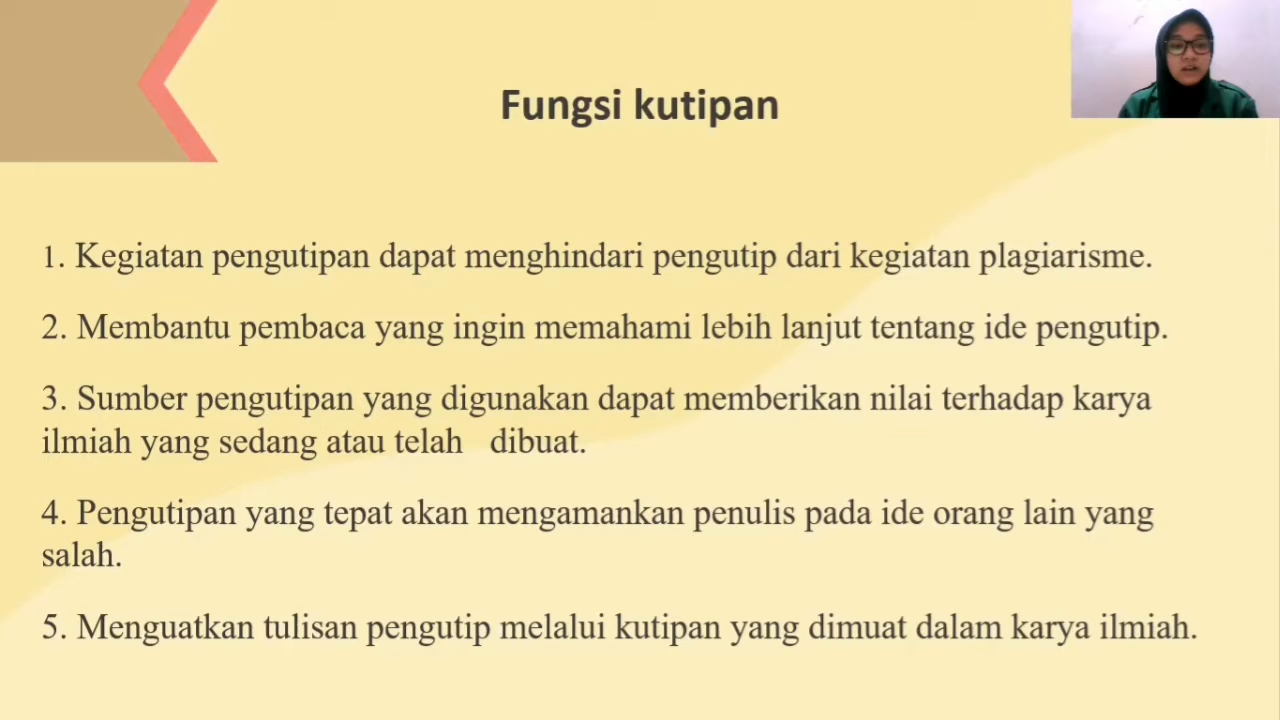 Fungsi kutipan
1. Kegiatan pengutipan dapat menghindari pengutip dari kegiatan plagiarisme.
2. Membantu pembaca yang ingin memahami lebih lanjut tentang ide pengutip.
3. Sumber pengutipan yang digunakan dapat memberikan nilai terhadap karya
ilmiah yang sedang atau telah dibuat.
4. Pengutipan yang tepat akan mengamankan penulis pada ide orang lain yang
salah.
5. Menguatkan tulisan pengutip melalui kutipan yang dimuat dalam karya ilmiah.